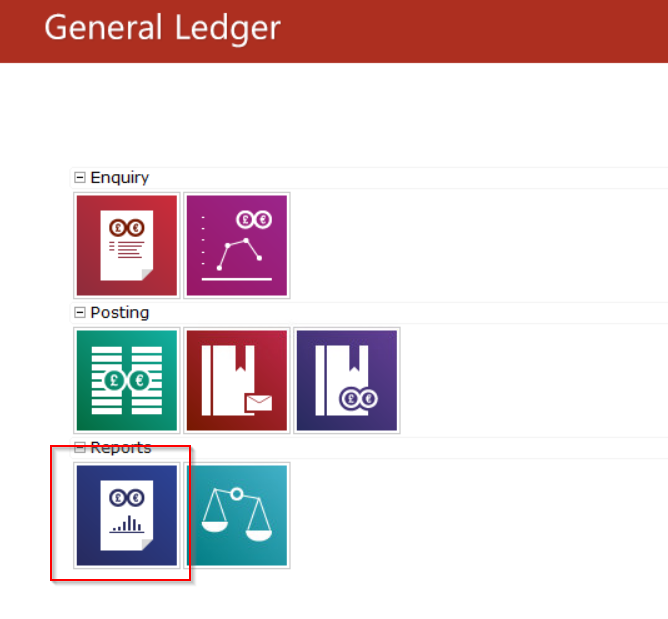 General Ledger
Enquiry
£ €
£ €
Posting
£ €
£ €
Reports
£ €